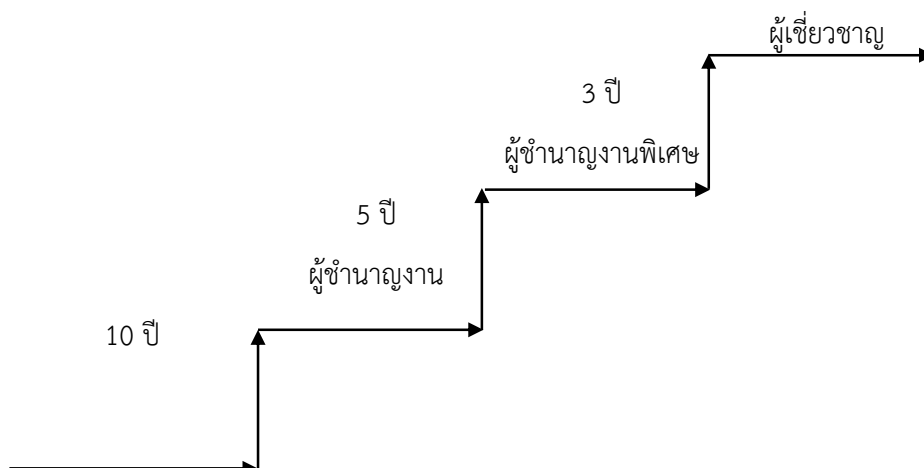 ผู้เชี่ยวชาญ
3 ปี
ผู้ชำนาญงานพิเศษ
5 ปี
ผู้ชำนาญงาน
10 ปี